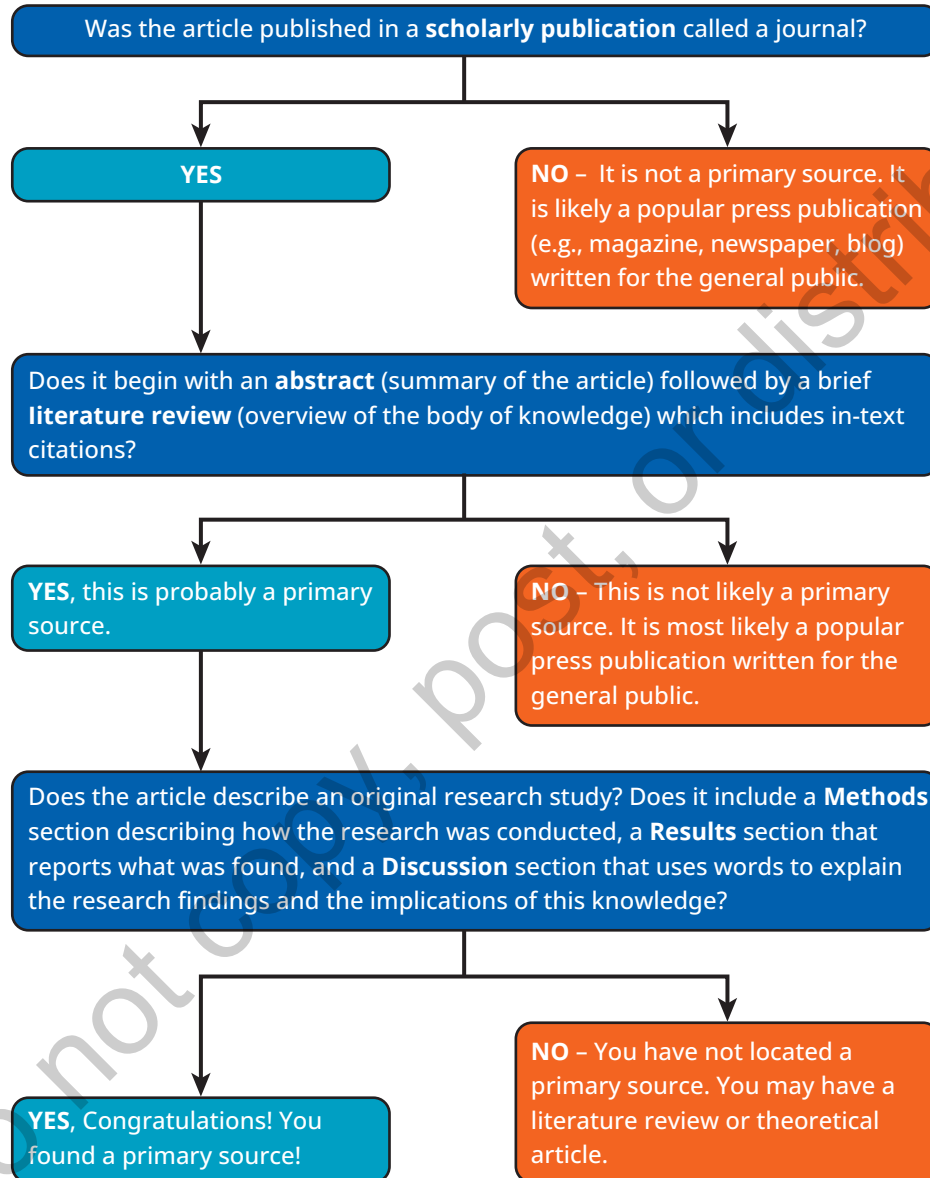 Was the article published in a scholarly publication called a journal?
YES
NO – It is not a primary source. It
is likely a popular press publication
(e.g., magazine, newspaper, blog)
written for the general public.
Does it begin with an abstract (summary of the article) followed by a brief
literature review (overview of the body of knowledge) which includes in-text
citations?
YES, this is probably a primary
source.
NO – This is not likely a primary
source. It is most likely a popular
press publication written for the
general public.
Does the article describe an original research study? Does it include a Methods
section describing how the research was conducted, a Results section that
reports what was found, and a Discussion section that uses words to explain
the research findings and the implications of this knowledge?
YES, Congratulations! You
found a primary source!
NO – You have not located a
primary source. You may have a
literature review or theoretical
article.
not copy, post, or distrib